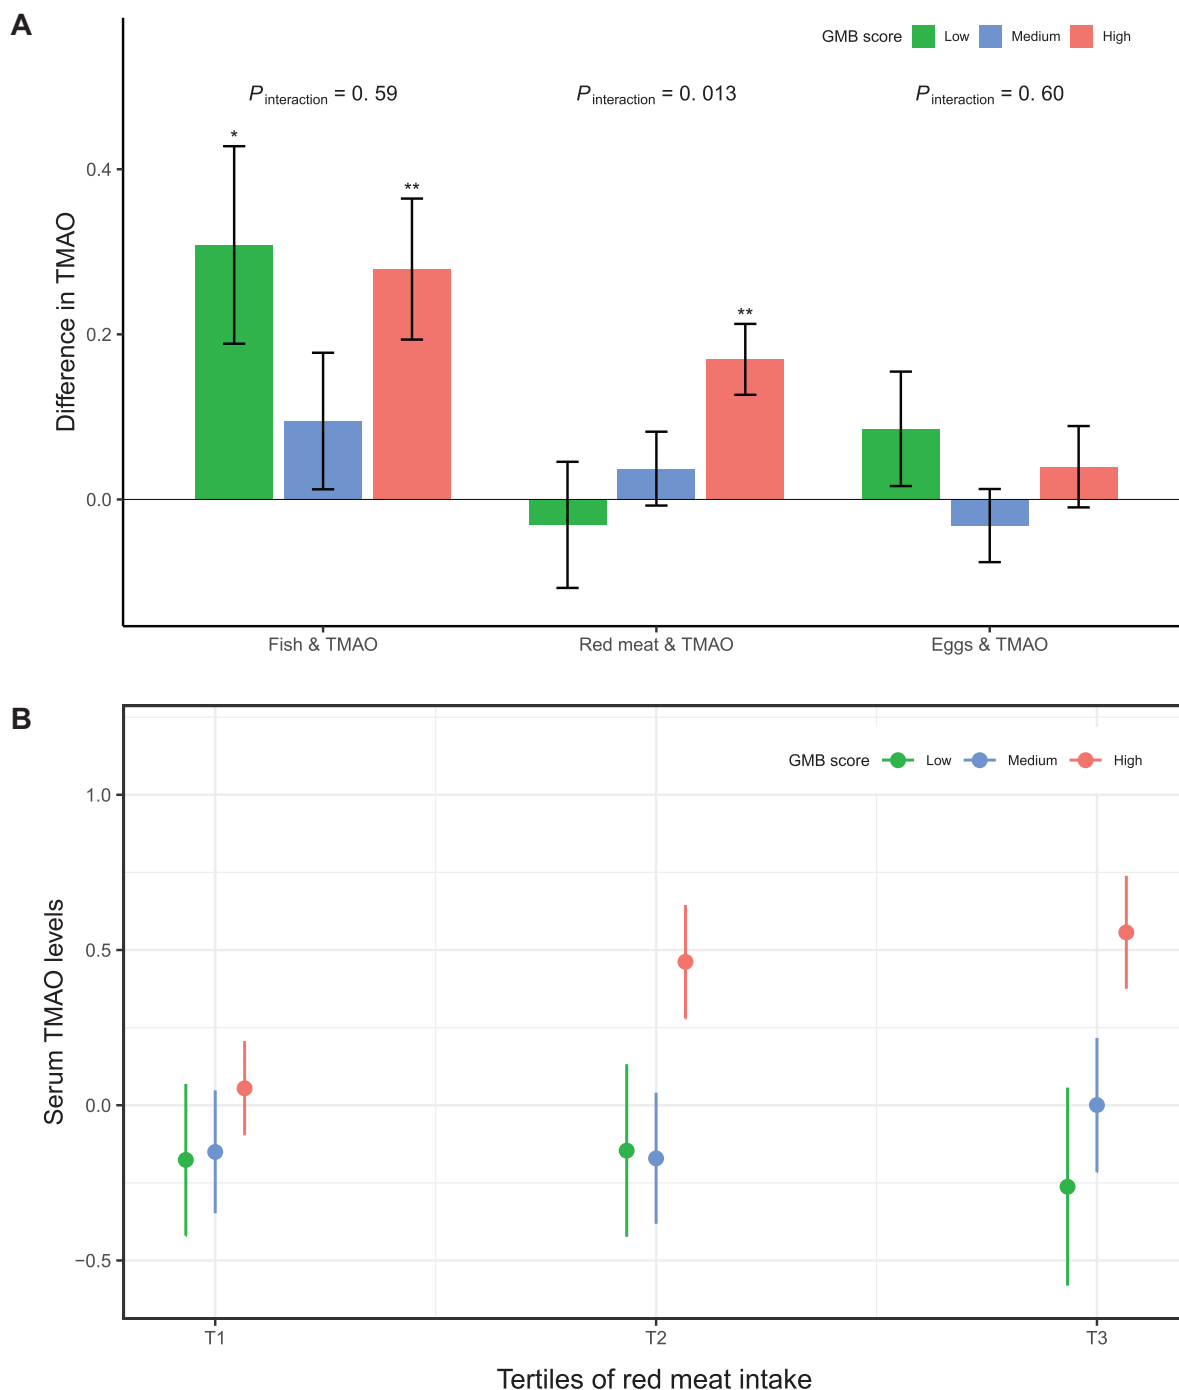 A
GMB score Low Medium High
Pinteraction = 0. 59 Pinteraction = 0. 013 Pinteraction = 0. 60
* ** **
Difference in TMAO
0.4
0.2
0.0
Fish & TMAO Red meat & TMAO Eggs & TMAO
B
GMB score Low Medium High
Serum TMAO levels
1.0
0.5
0.0
−0.5
T1 T2 T3
Tertiles of red meat intake